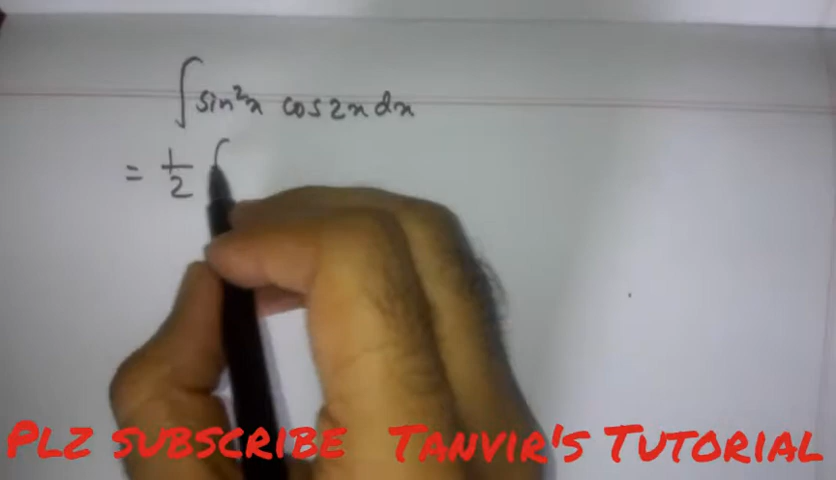 ∫ sin²x cos2x dx
= 1/2 ∫
Plz subscribe Tanvir's Tutorial